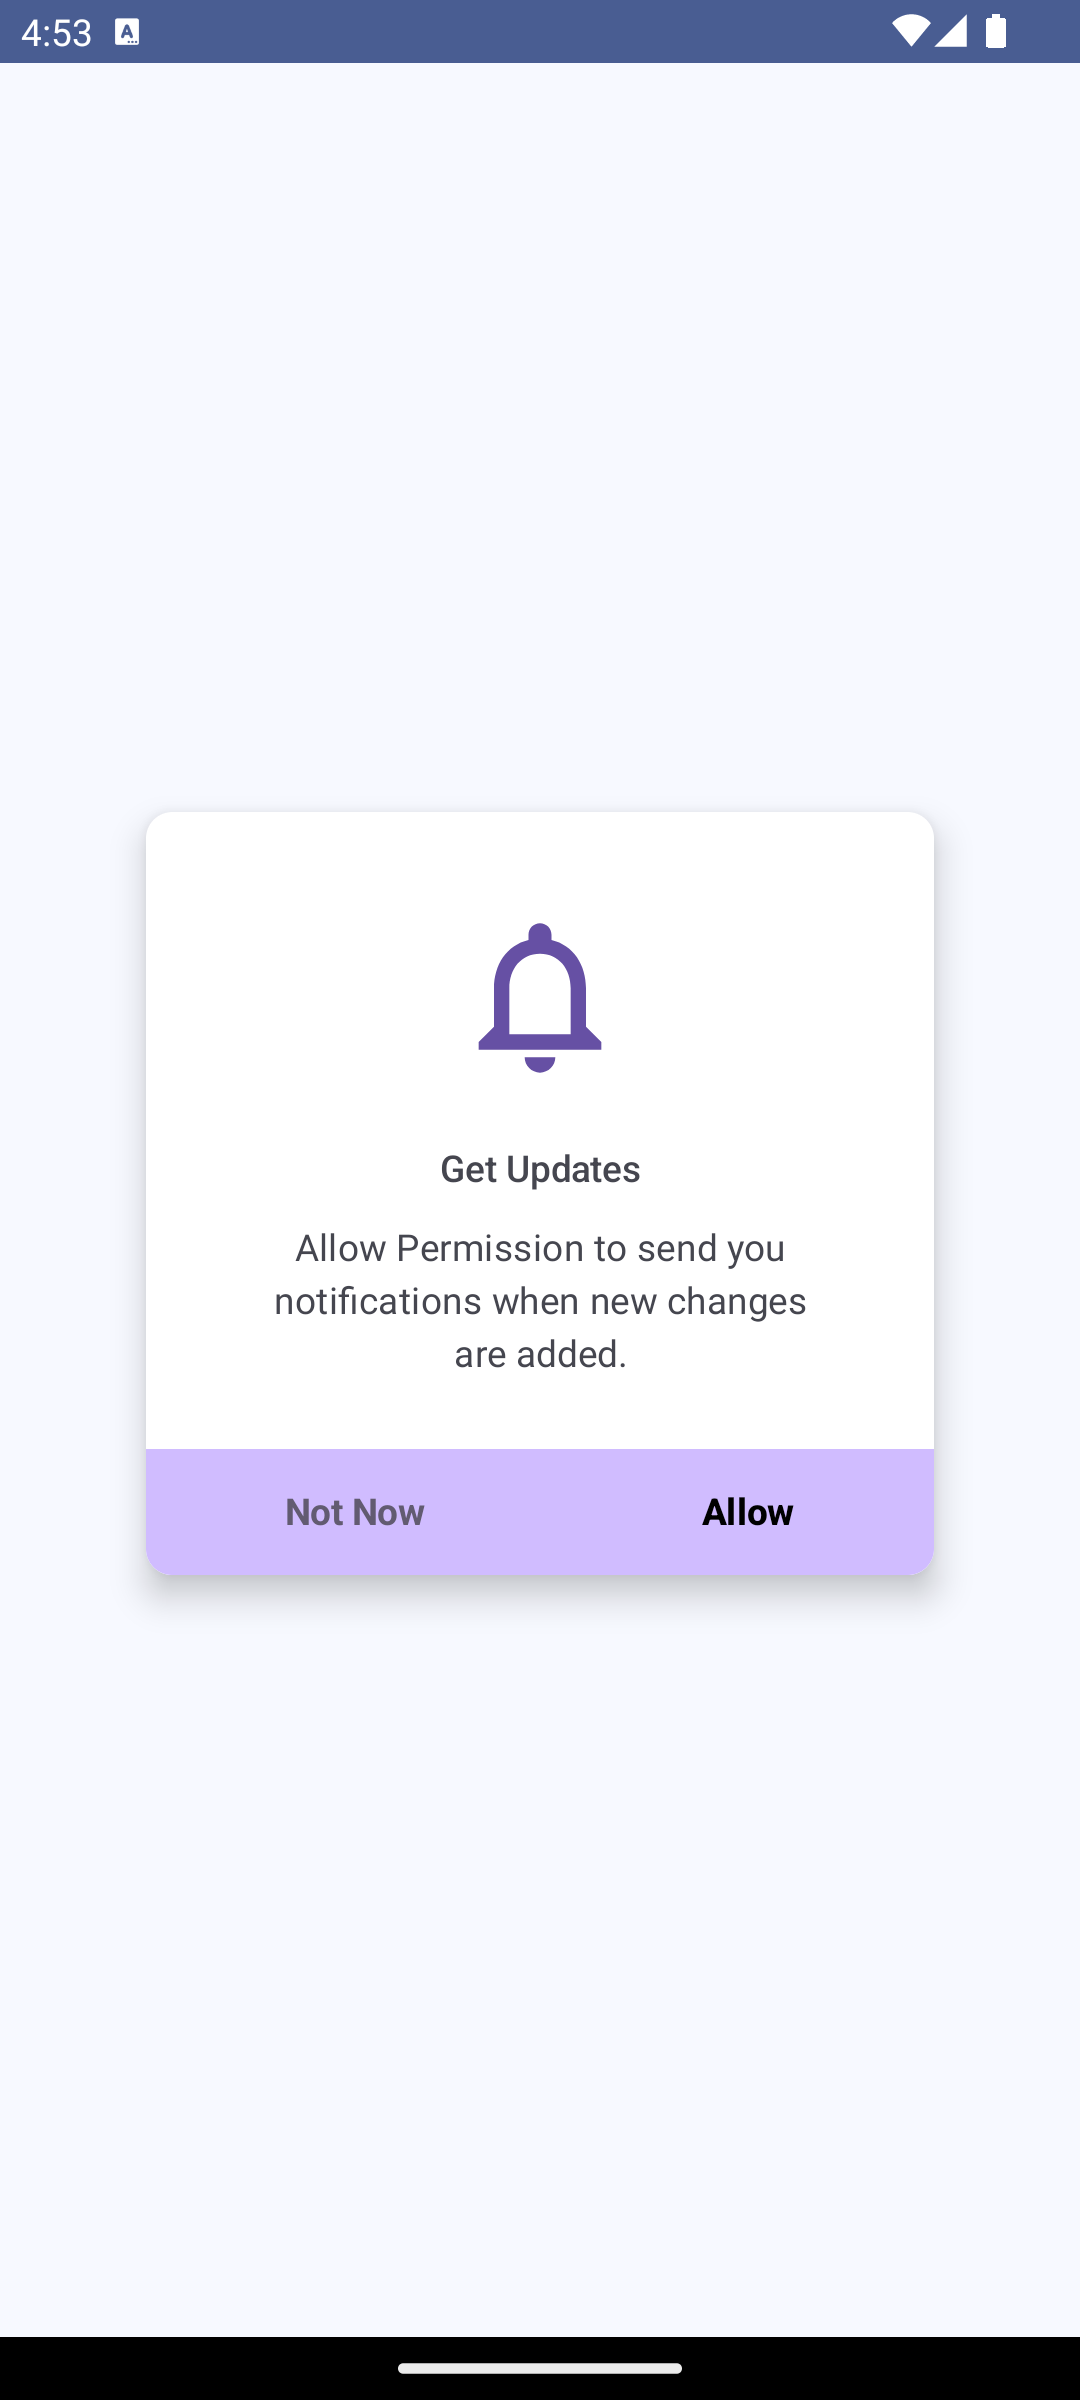 4:53
Get Updates
Allow Permission to send you
notifications when new changes
are added.
Not Now
Allow